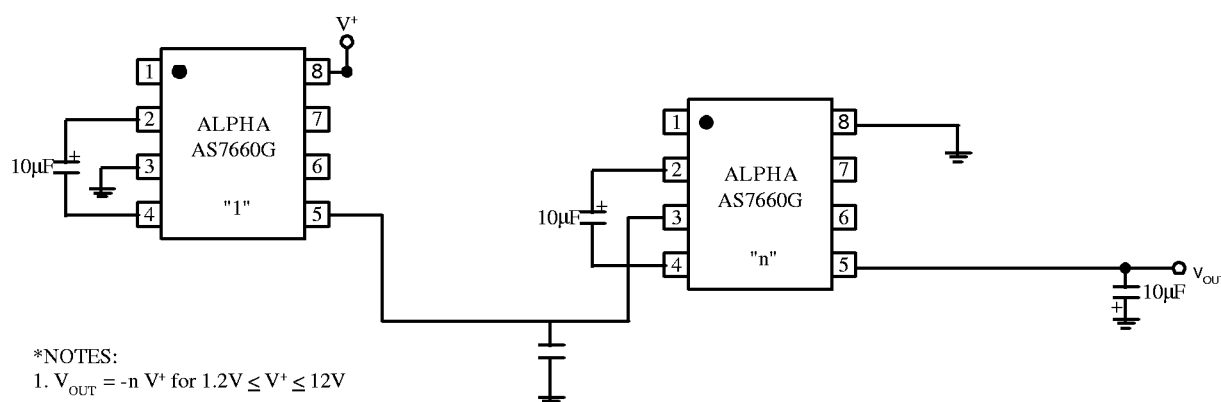 V+
1
8
2
ALPHA
7
AS7660G
10µF
+
3
6
4
"1"
5
1
8
2
ALPHA
7
AS7660G
10µF
+
3
6
4
"n"
5
VOUT
10µF
+
*NOTES:
1. VOUT = -n V+ for 1.2V ≤ V+ ≤ 12V